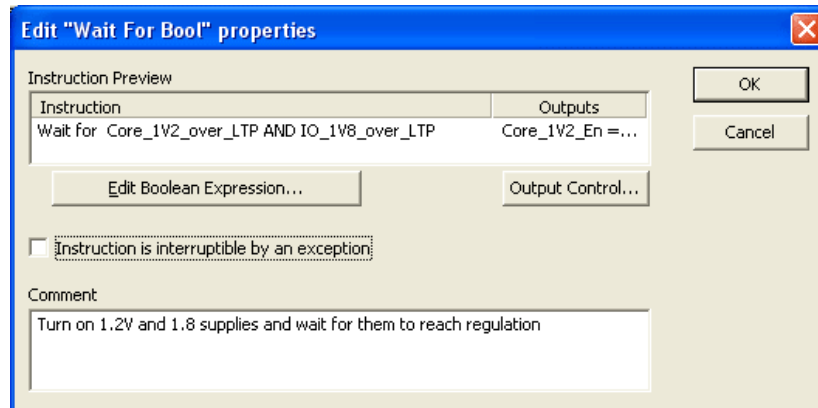 Edit "Wait For Bool" properties
Instruction Preview
Instruction Outputs
Wait for Core_1V2_over_LTP AND IO_1V8_over_LTP Core_1V2_En =...
Edit Boolean Expression...
Output Control...
OK
Cancel
Instruction is interruptible by an exception
Comment
Turn on 1.2V and 1.8 supplies and wait for them to reach regulation